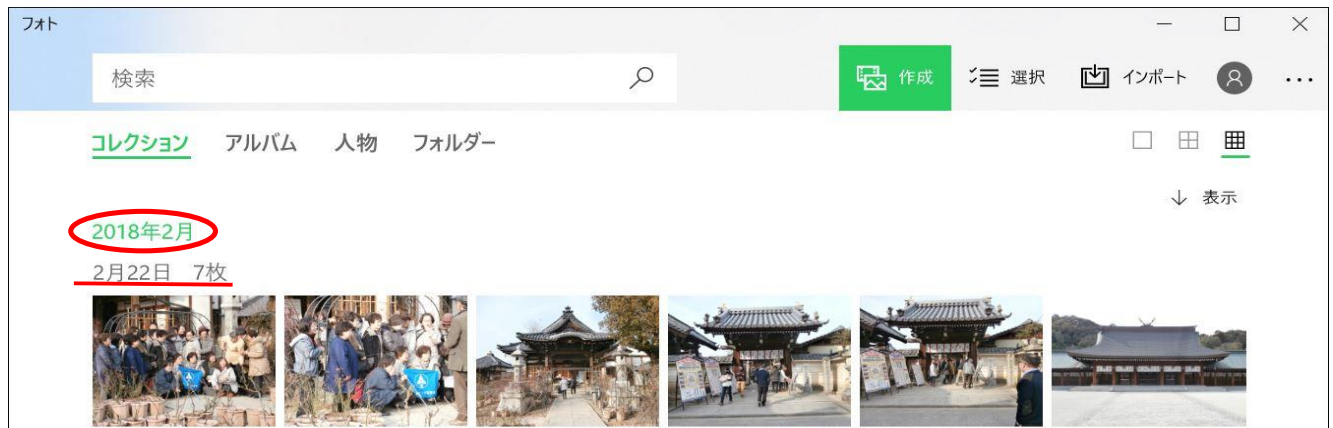 フォト
検索
作成 選択 インポート
コレクション アルバム 人物 フォルダー
表示
2018年2月
2月22日 7枚